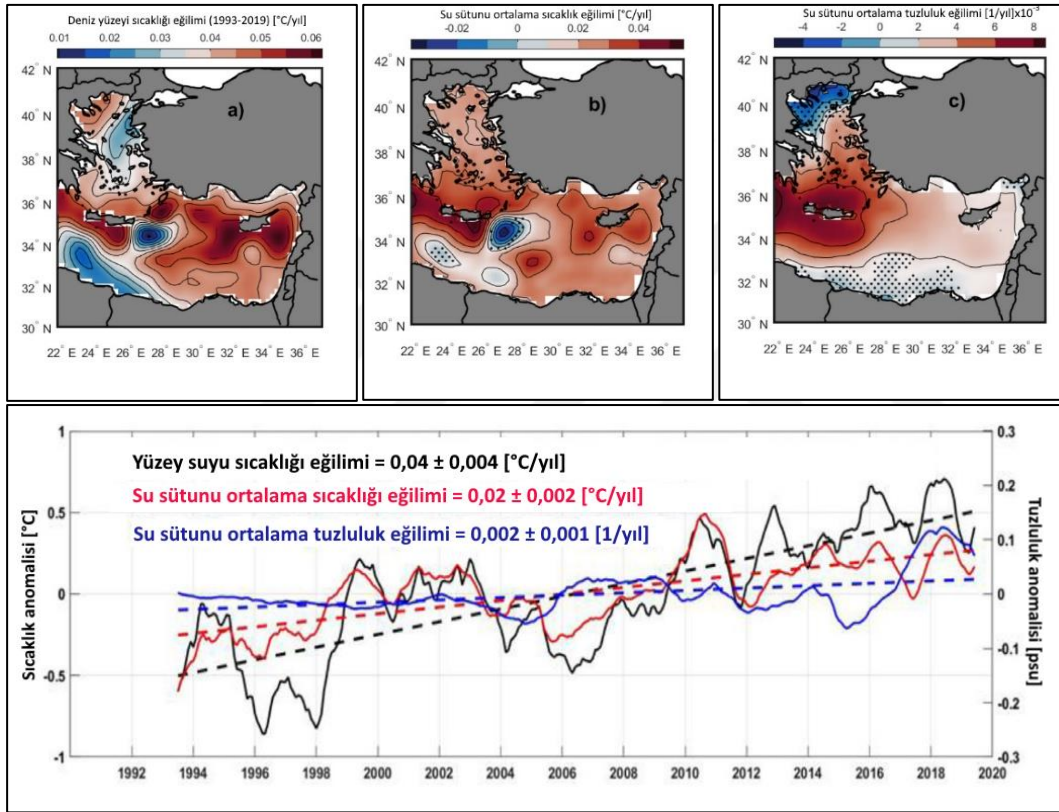 Deniz yüzeyi sıcaklığı eğilimi (1993-2019) [°C/yıl]
0.01 0.02 0.03 0.04 0.05 0.06
a)
42° N
40° N
38° N
36° N
34° N
32° N
30° N
22° E 24° E 26° E 28° E 30° E 32° E 34° E 36° E
Su sütunu ortalama sıcaklık eğilimi [°C/yıl]
-0.02 0 0.02 0.04
b)
42° N
40° N
38° N
36° N
34° N
32° N
30° N
22° E 24° E 26° E 28° E 30° E 32° E 34° E 36° E
Su sütunu ortalama tuzluluk eğilimi [1/yıl]x10⁻³
-4 -2 0 2 4 6 8
c)
42° N
40° N
38° N
36° N
34° N
32° N
30° N
22° E 24° E 26° E 28° E 30° E 32° E 34° E 36° E
Yüzey suyu sıcaklığı eğilimi = 0,04 ± 0,004 [°C/yıl]
Su sütunu ortalama sıcaklığı eğilimi = 0,02 ± 0,002 [°C/yıl]
Su sütunu ortalama tuzluluk eğilimi = 0,002 ± 0,001 [1/yıl]
Sıcaklık anomalisi [°C]
1
0.5
0
-0.5
-1
Tuzluluk anomalisi [psu]
0.3
0.2
0.1
0
-0.1
-0.2
-0.3
1992 1994 1996 1998 2000 2002 2004 2006 2008 2010 2012 2014 2016 2018 2020